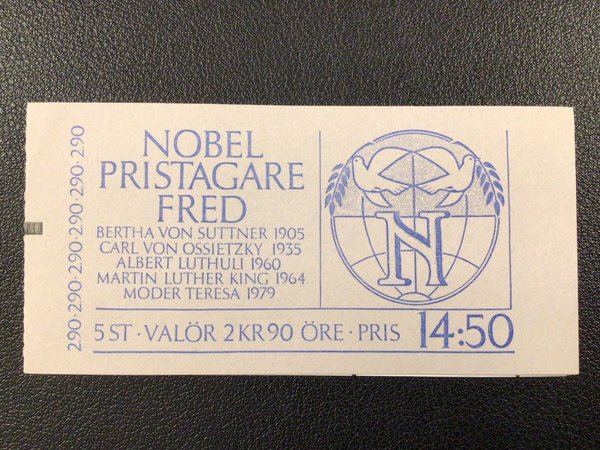 2.90·2.90·2.90·2.90·2.90·2.90
NOBEL
PRISTAGARE
FRED
BERTHA VON SUTTNER 1905
CARL VON OSSIETZKY 1935
ALBERT LUTHULI 1960
MARTIN LUTHER KING 1964
MODER TERESA 1979
N
5 ST · VALÖR 2 KR 90 ÖRE · PRIS 14:50